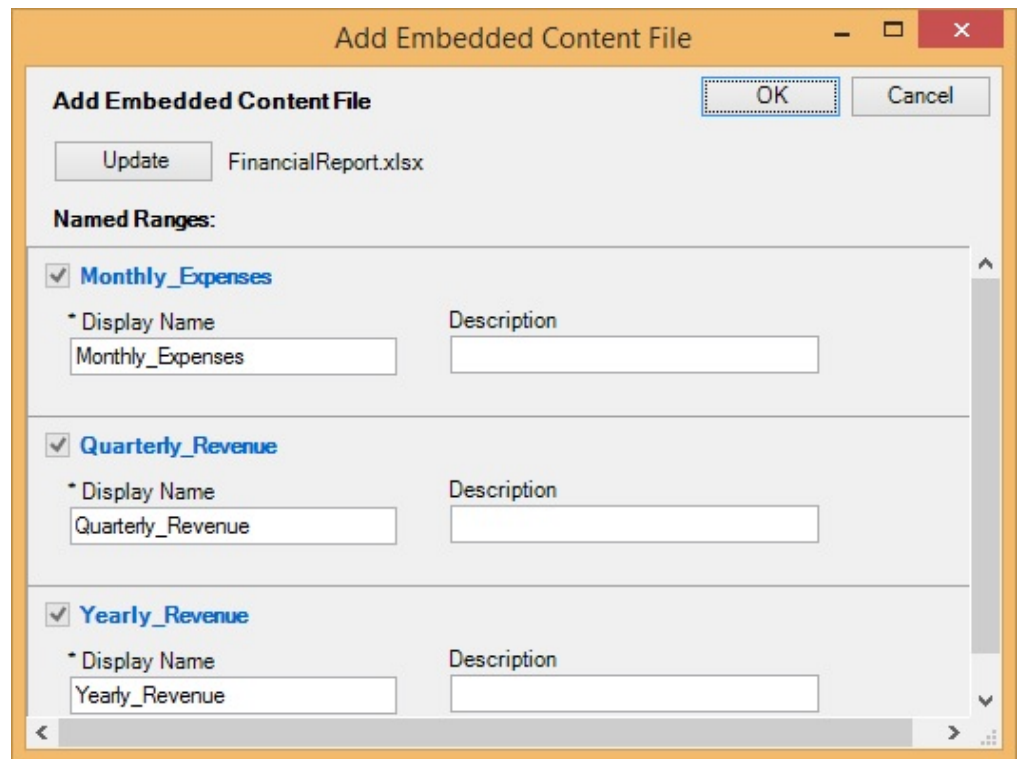 Add Embedded Content File
Add Embedded Content File
OK
Cancel
Update
FinancialReport.xlsx
Named Ranges:
Monthly_Expenses
* Display Name
Description
Monthly_Expenses
Quarterly_Revenue
* Display Name
Description
Quarterly_Revenue
Yearly_Revenue
* Display Name
Description
Yearly_Revenue